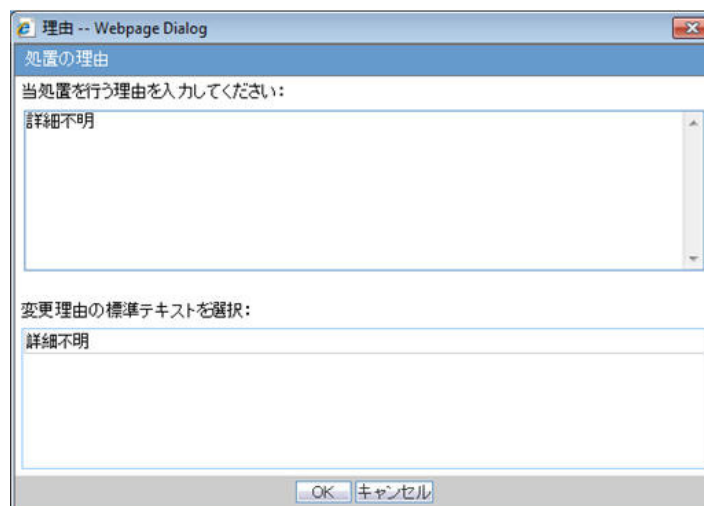 理由 -- Webpage Dialog
処置の理由
当処置を行う理由を入力してください:
詳細不明
変更理由の標準テキストを選択:
詳細不明
OK キャンセル